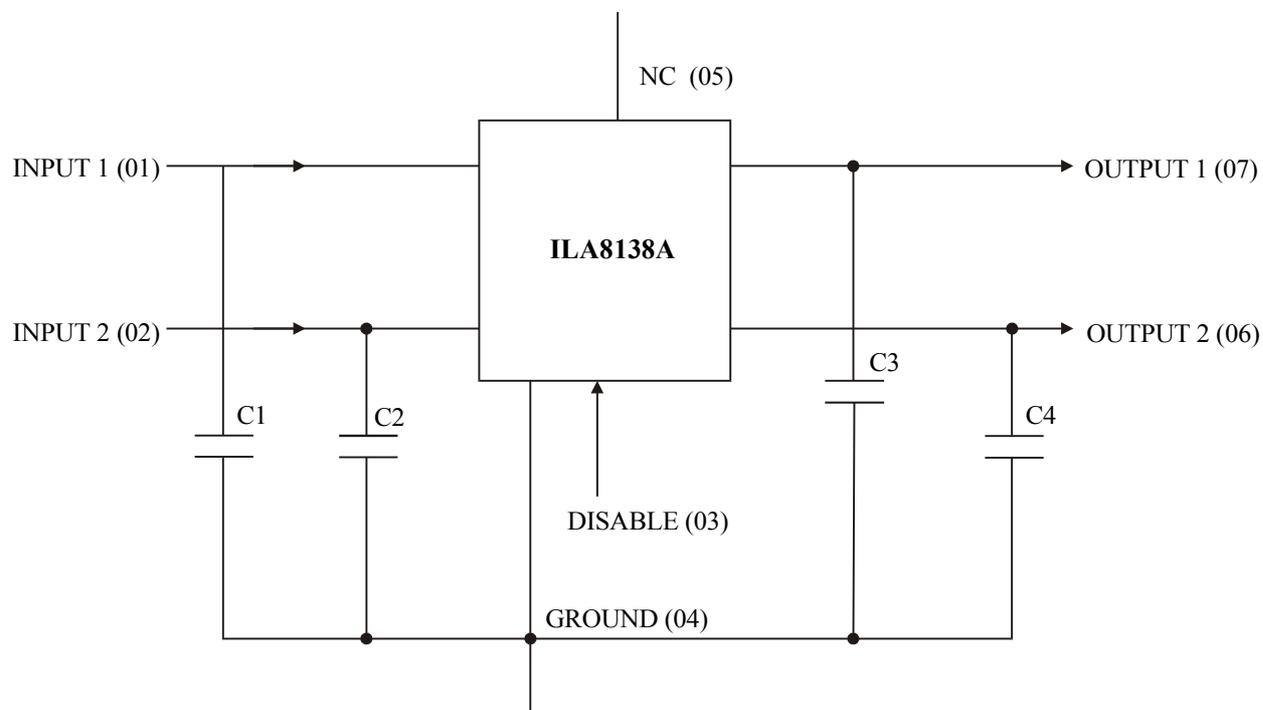 NC (05)
INPUT 1 (01)
OUTPUT 1 (07)
ILA8138A
INPUT 2 (02)
OUTPUT 2 (06)
C3
C1
C2
C4
DISABLE (03)
GROUND (04)